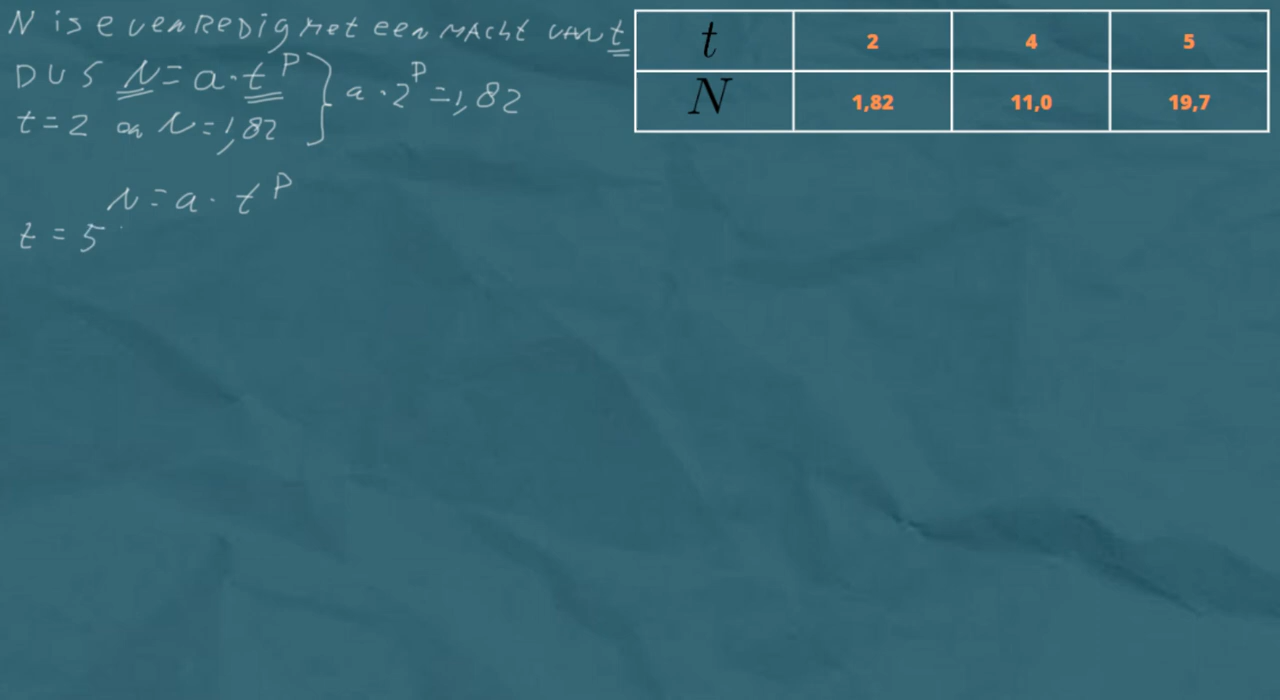 N is evenredig met een macht van t
DUS N = a · t^p
t = 2 en N = 1,82
a · 2^p = 1,82
N = a · t^p
t = 5
t 2 4 5
N 1,82 11,0 19,7